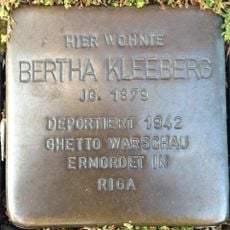 HIER WOHNTE
BERTHA KLEEBERG
JG. 1879
DEPORTIERT 1942
GHETTO WARSCHAU
ERMORDET IN
RIGA